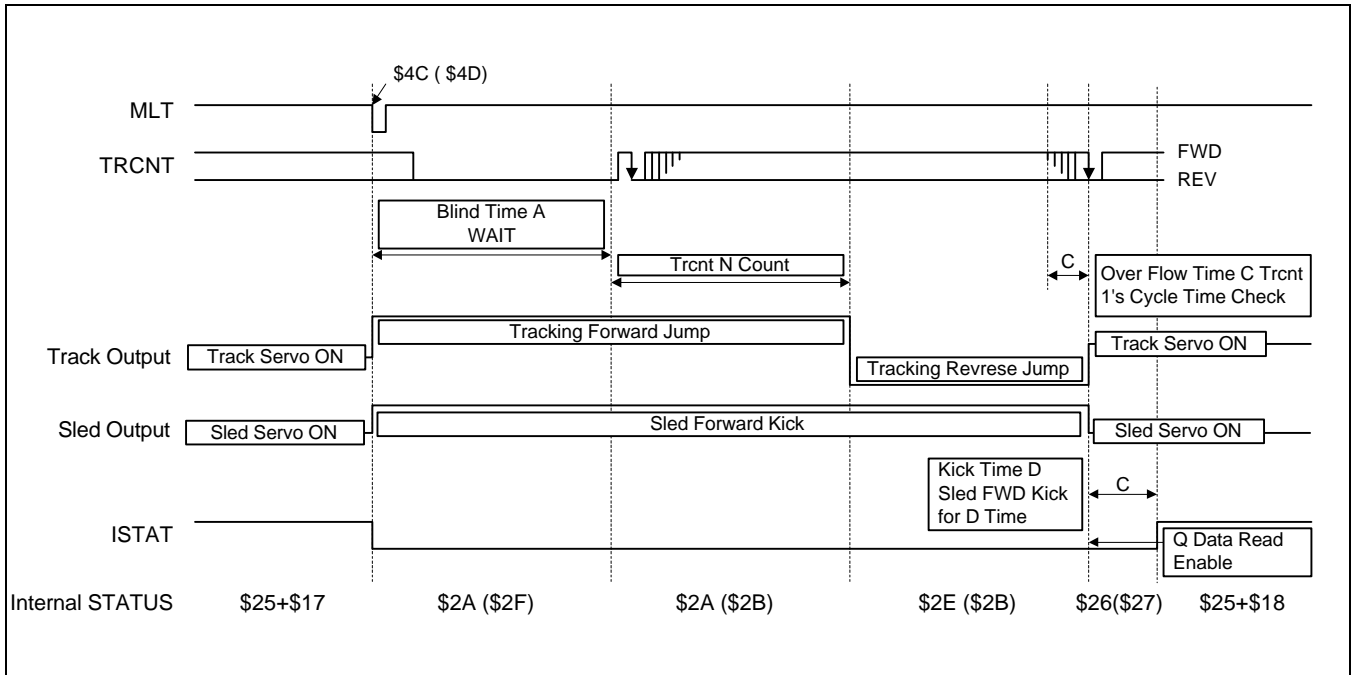 $4C ( $4D)
MLT
TRCNT
FWD
REV
Blind Time A
WAIT
Trcnt N Count
C
Over Flow Time C Trcnt
1's Cycle Time Check
Track Output
Track Servo ON
Tracking Forward Jump
Tracking Revrese Jump
Track Servo ON
Sled Output
Sled Servo ON
Sled Forward Kick
Sled Servo ON
Kick Time D
Sled FWD Kick
for D Time
C
ISTAT
Q Data Read
Enable
Internal STATUS
$25+$17
$2A ($2F)
$2A ($2B)
$2E ($2B)
$26($27)
$25+$18